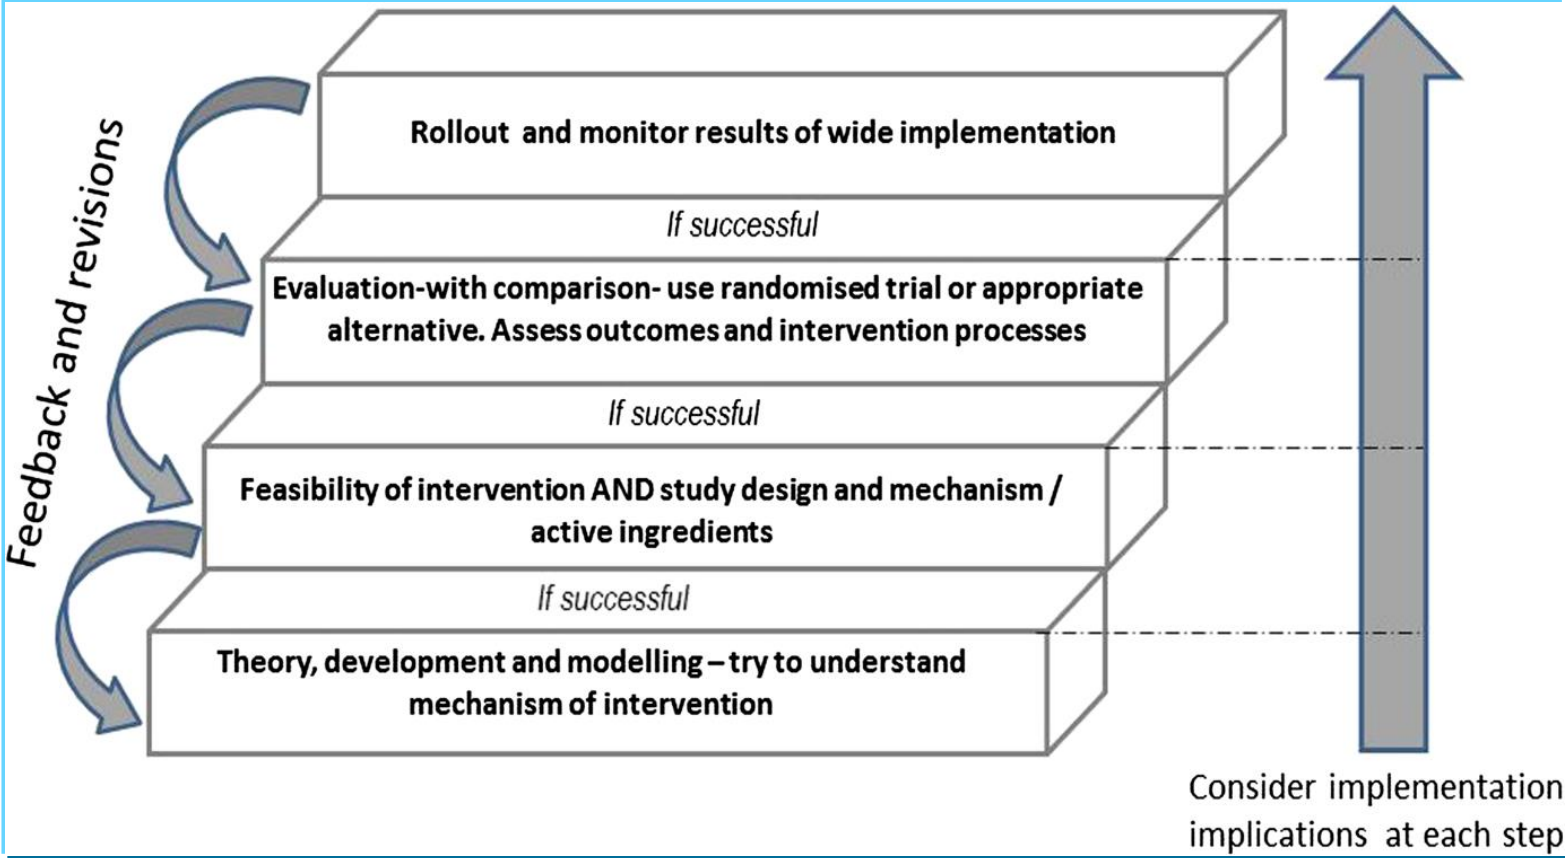 Feedback and revisions
Rollout and monitor results of wide implementation
If successful
Evaluation-with comparison- use randomised trial or appropriate
alternative. Assess outcomes and intervention processes
If successful
Feasibility of intervention AND study design and mechanism /
active ingredients
If successful
Theory, development and modelling – try to understand
mechanism of intervention
Consider implementation
implications at each step